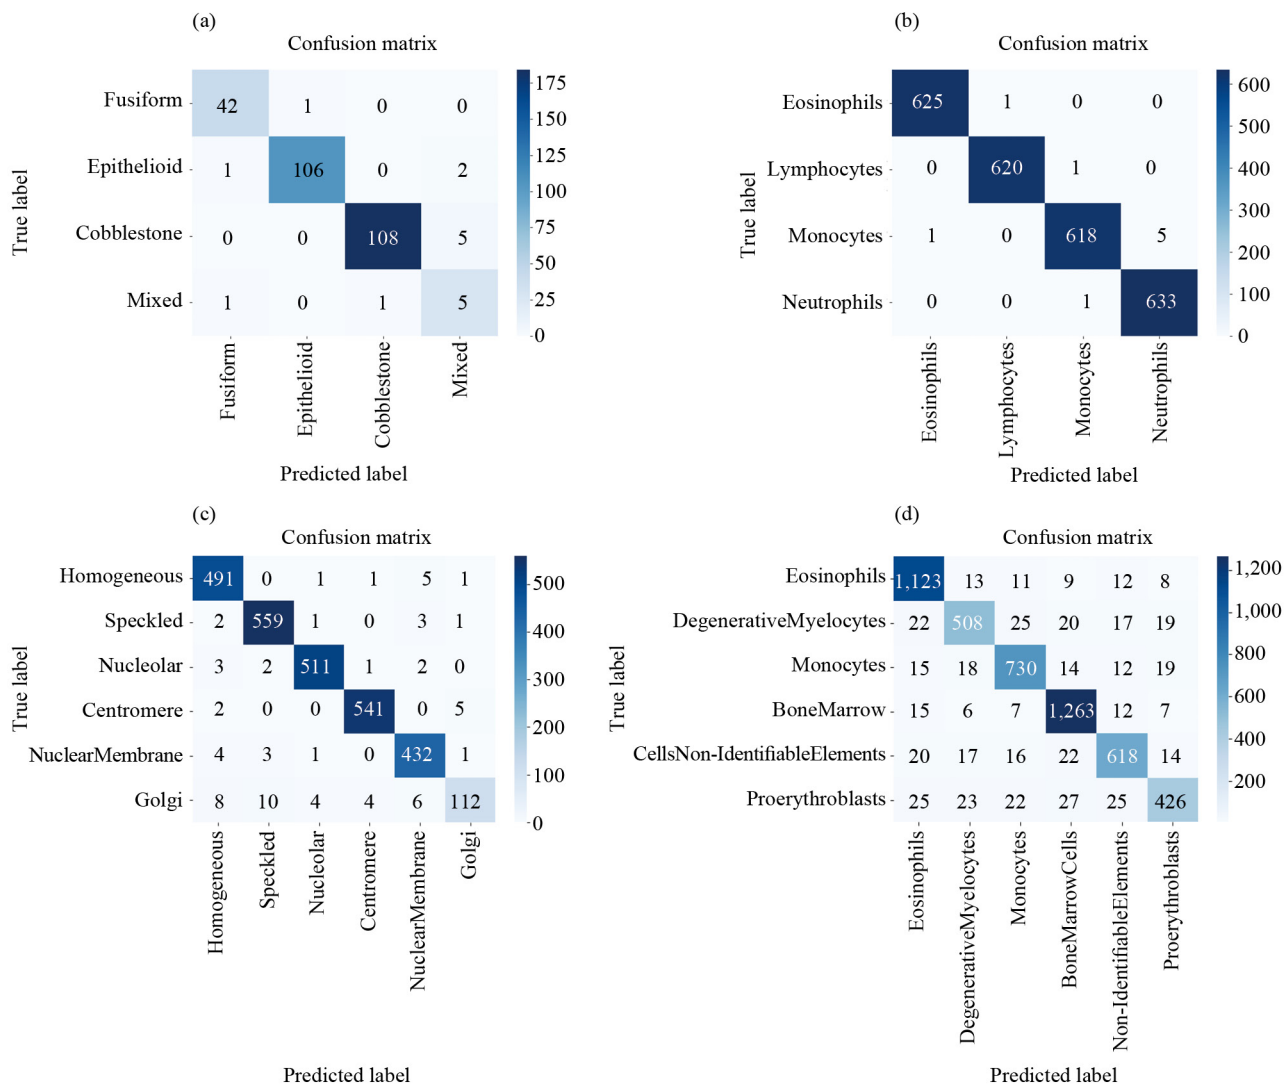 (a)
Confusion matrix
True label
Fusiform 42 1 0 0
Epithelioid 1 106 0 2
Cobblestone 0 0 108 5
Mixed 1 0 1 5
175
150
125
100
75
50
25
0
Fusiform
Epithelioid
Cobblestone
Mixed
Predicted label
(b)
Confusion matrix
True label
Eosinophils 625 1 0 0
Lymphocytes 0 620 1 0
Monocytes 1 0 618 5
Neutrophils 0 0 1 633
600
500
400
300
200
100
0
Eosinophils
Lymphocytes
Monocytes
Neutrophils
Predicted label
(c)
Confusion matrix
True label
Homogeneous 491 0 1 1 5 1
Speckled 2 559 1 0 3 1
Nucleolar 3 2 511 1 2 0
Centromere 2 0 0 541 0 5
NuclearMembrane 4 3 1 0 432 1
Golgi 8 10 4 4 6 112
500
400
300
200
100
0
Homogeneous
Speckled
Nucleolar
Centromere
NuclearMembrane
Golgi
Predicted label
(d)
Confusion matrix
True label
Eosinophils 1,123 13 11 9 12 8
DegenerativeMyelocytes 22 508 25 20 17 19
Monocytes 15 18 730 14 12 19
BoneMarrow 15 6 7 1,263 12 7
CellsNon-IdentifiableElements 20 17 16 22 618 14
Proerythroblasts 25 23 22 27 25 426
1,200
1,000
800
600
400
200
Eosinophils
DegenerativeMyelocytes
Monocytes
BoneMarrowCells
Non-IdentifiableElements
Proerythroblasts
Predicted label